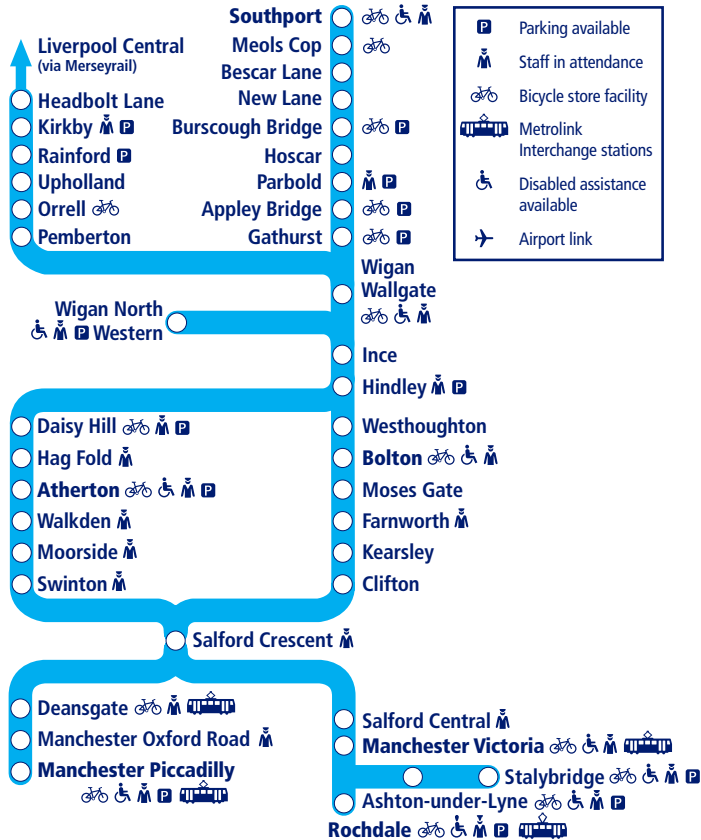 Southport
Meols Cop
Bescar Lane
New Lane
Burscough Bridge
Hoscar
Parbold
Appley Bridge
Gathurst
Liverpool Central
(via Merseyrail)
Headbolt Lane
Kirkby P
Rainford P
Upholland
Orrell
Pemberton
P Parking available
Staff in attendance
Bicycle store facility
Metrolink
Interchange stations
Disabled assistance
available
Airport link
P
P
P
P
Wigan
Wallgate
Wigan North
P Western
Ince
Hindley P
Daisy Hill P
Hag Fold
Atherton P
Walkden
Moorside
Swinton
Westhoughton
Bolton
Moses Gate
Farnworth
Kearsley
Clifton
Salford Crescent
Deansgate
Manchester Oxford Road
Manchester Piccadilly
P
Salford Central
Manchester Victoria
Stalybridge P
Ashton-under-Lyne P
Rochdale P